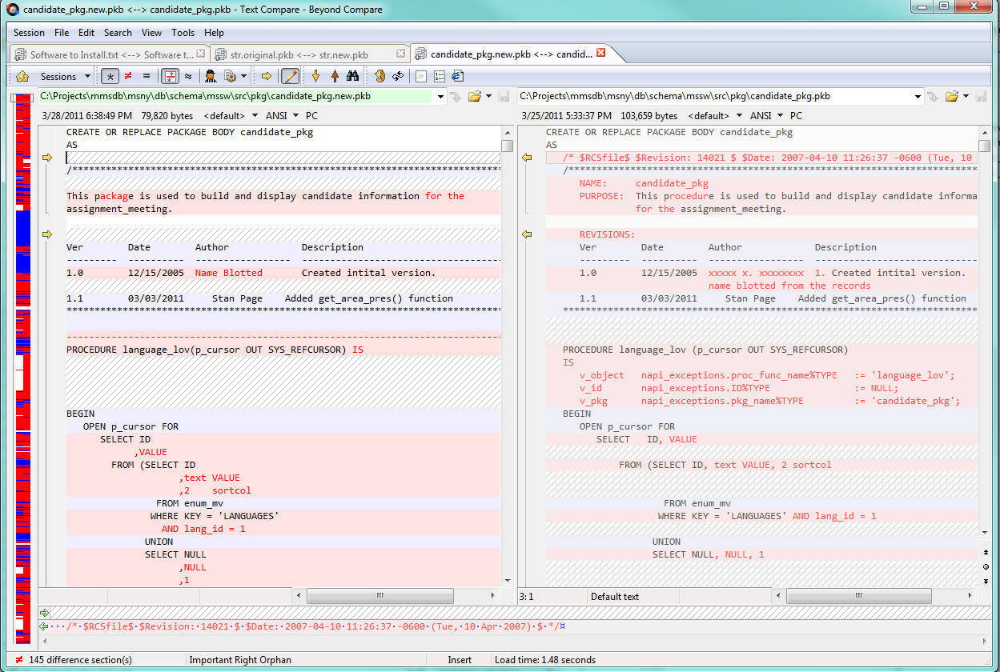 candidate_pkg.new.pkb <--> candidate_pkg.pkb - Text Compare - Beyond Compare
Session File Edit Search View Tools Help
Software to Install.txt <--> Software t...
str.original.pkb <--> str.new.pkb
candidate_pkg.new.pkb <--> candid...
Sessions
C:\Projects\mmsdb\msny\db\schema\mssw\src\pkg\candidate_pkg.new.pkb
3/28/2011 6:38:49 PM 79,820 bytes <default> ANSI PC
CREATE OR REPLACE PACKAGE BODY candidate_pkg
AS
/*****************************************************************************
This package is used to build and display candidate information for the
assignment_meeting.
Ver Date Author Description
--------- ---------- --------------- ------------------------------------
1.0 12/15/2005 Name Blotted Created intital version.
1.1 03/03/2011 Stan Page Added get_area_pres() function
******************************************************************************
------------------------------------------------------------------------------
PROCEDURE language_lov(p_cursor OUT SYS_REFCURSOR) IS
BEGIN
OPEN p_cursor FOR
SELECT ID
,VALUE
FROM (SELECT ID
,text VALUE
,2 sortcol
FROM enum_mv
WHERE KEY = 'LANGUAGES'
AND lang_id = 1
UNION
SELECT NULL
,NULL
,1
C:\Projects\mmsdb\msny\db\schema\mssw\src\pkg\candidate_pkg.pkb
3/25/2011 5:33:37 PM 103,659 bytes <default> ANSI PC
CREATE OR REPLACE PACKAGE BODY candidate_pkg
AS
/* $RCSfile$ $Revision: 14021 $ $Date: 2007-04-10 11:26:37 -0600 (Tue, 10
/*************************************************************************
NAME: candidate_pkg
PURPOSE: This procedure is used to build and display candidate informa
for the assignment_meeting.
REVISIONS:
Ver Date Author Description
--------- ---------- --------------- -----------------------------
1.0 12/15/2005 xxxxx x. xxxxxxxx 1. Created intital version.
name blotted from the records
1.1 03/03/2011 Stan Page Added get_area_pres() function
**************************************************************************
PROCEDURE language_lov (p_cursor OUT SYS_REFCURSOR)
IS
v_object napi_exceptions.proc_func_name%TYPE := 'language_lov';
v_id napi_exceptions.ID%TYPE := NULL;
v_pkg napi_exceptions.pkg_name%TYPE := 'candidate_pkg';
BEGIN
OPEN p_cursor FOR
SELECT ID, VALUE
FROM (SELECT ID, text VALUE, 2 sortcol
FROM enum_mv
WHERE KEY = 'LANGUAGES' AND lang_id = 1
UNION
SELECT NULL, NULL, 1
3: 1 Default text
···/*·$RCSfile$·$Revision:·14021·$·$Date:·2007-04-10·11:26:37·-0600·(Tue,·10·Apr·2007)·$·*/¤
145 difference section(s) Important Right Orphan Insert Load time: 1.48 seconds